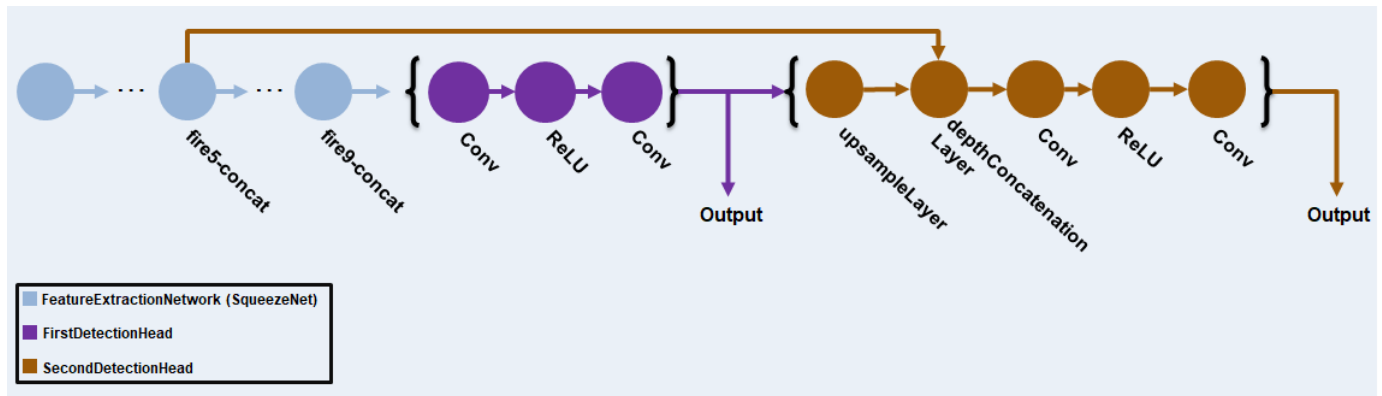 ... ...
fire5-concat
fire9-concat
Conv
ReLU
Conv
Output
upsampleLayer
depthConcatenation
Layer
Conv
ReLU
Conv
Output
FeatureExtractionNetwork (SqueezeNet)
FirstDetectionHead
SecondDetectionHead